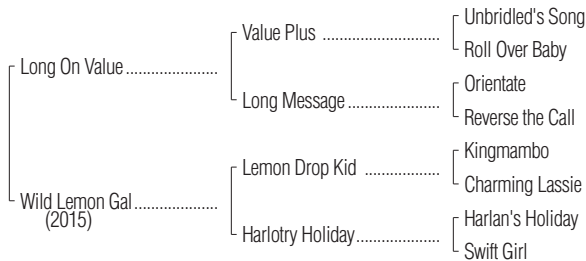 Unbridled's Song
Value Plus ........................
Roll Over Baby
Long On Value ...................
Orientate
Long Message ...................
Reverse the Call
Kingmambo
Lemon Drop Kid ...............
Charming Lassie
Wild Lemon Gal .................
(2015)
Harlan's Holiday
Harlotry Holiday .................
Swift Girl